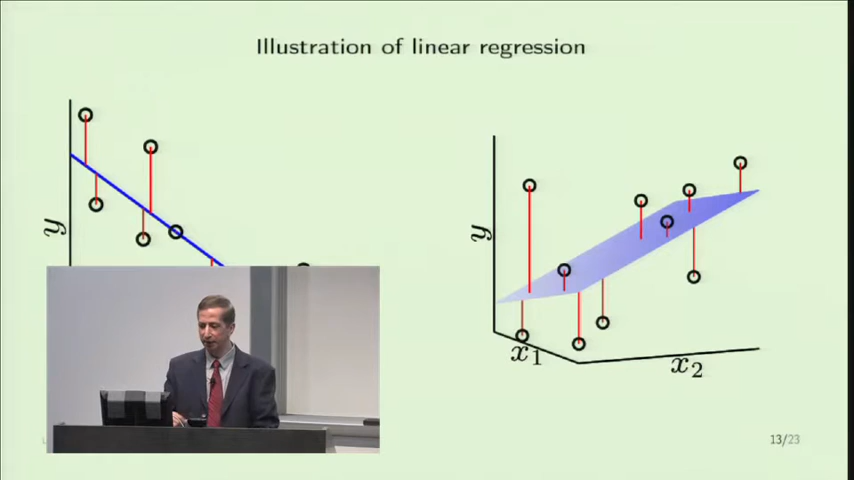 Illustration of linear regression
y
y
x1
x2
13/23